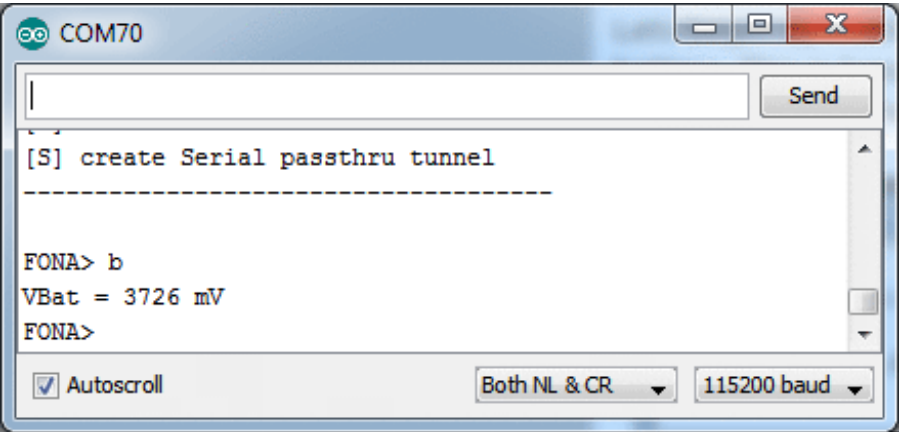 COM70
Send
[S] create Serial passthru tunnel
-------------------------------------
FONA> b
VBat = 3726 mV
FONA>
Autoscroll
Both NL & CR
115200 baud